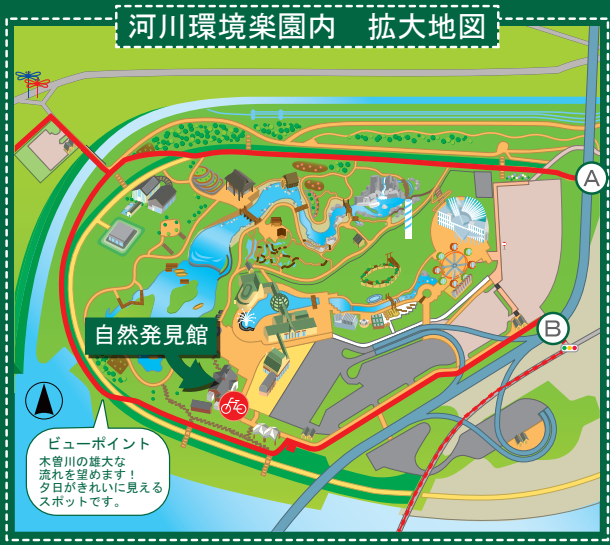 河川環境楽園内　拡大地図
A
B
自然発見館
ビューポイント
木曽川の雄大な
流れを望めます！
夕日がきれいに見える
スポットです。